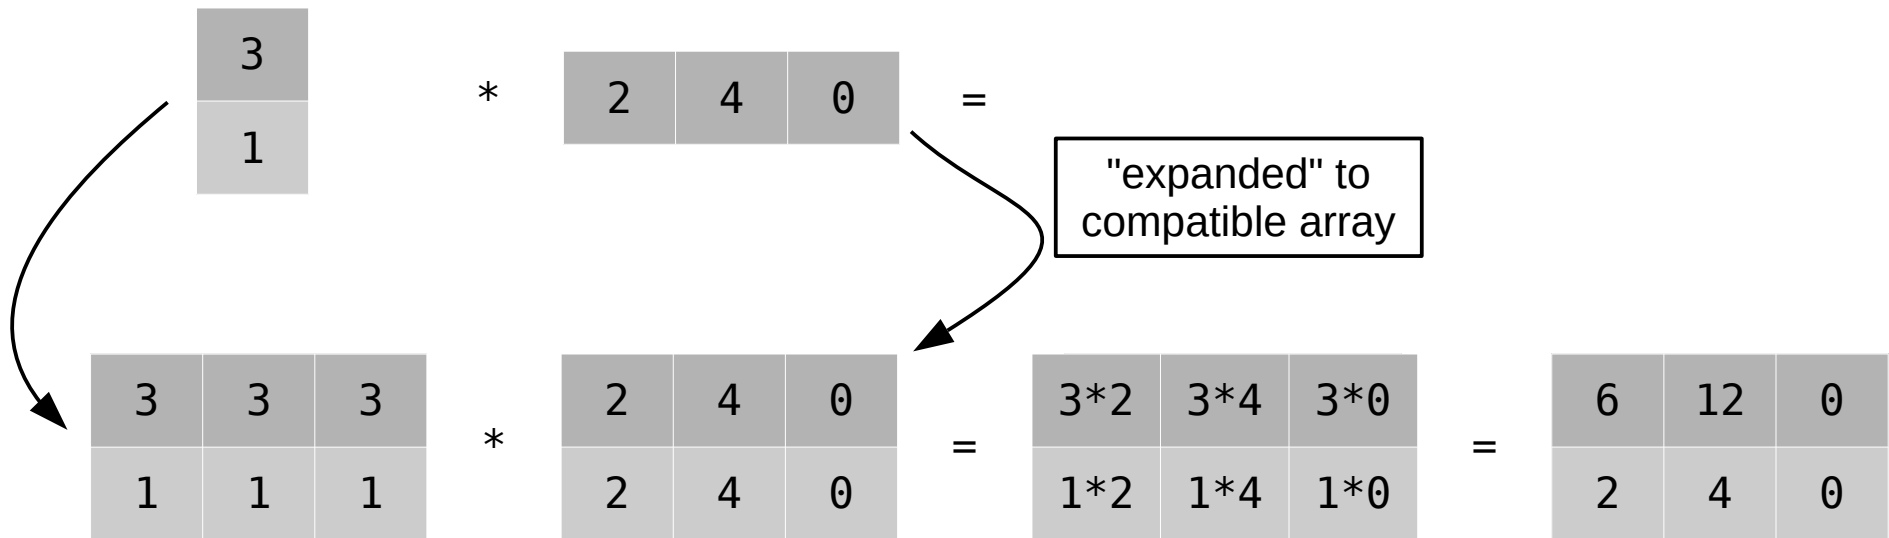 3
* 2 4 0 =
1
"expanded" to
compatible array
3 3 3 2 4 0 3*2 3*4 3*0 6 12 0
* = =
1 1 1 2 4 0 1*2 1*4 1*0 2 4 0